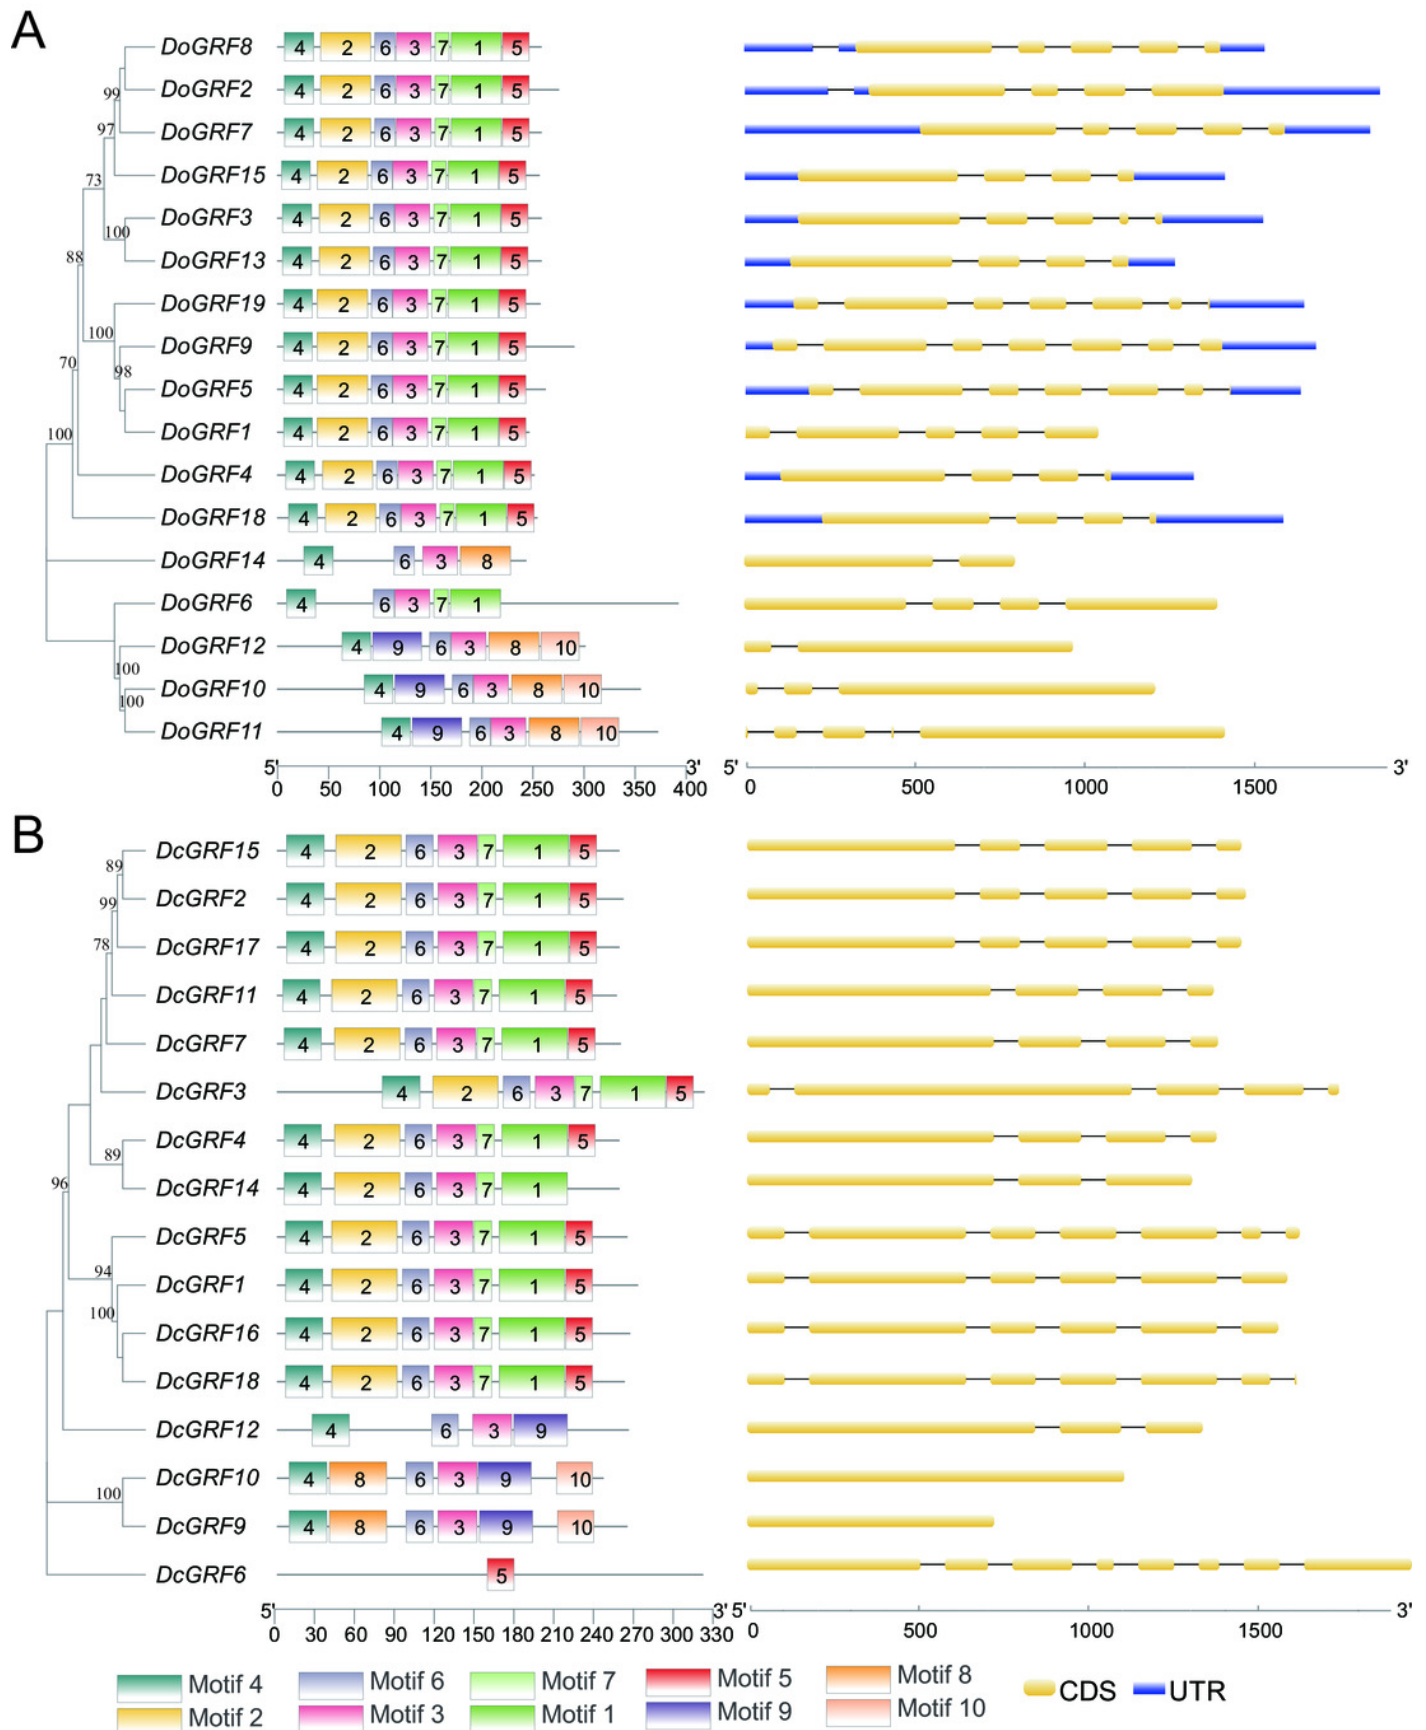 A
DoGRF8 4 2 6 3 7 1 5
99 DoGRF2 4 2 6 3 7 1 5
97 DoGRF7 4 2 6 3 7 1 5
73 DoGRF15 4 2 6 3 7 1 5
100 DoGRF3 4 2 6 3 7 1 5
88 DoGRF13 4 2 6 3 7 1 5
100 DoGRF19 4 2 6 3 7 1 5
70 98 DoGRF9 4 2 6 3 7 1 5
DoGRF5 4 2 6 3 7 1 5
100 DoGRF1 4 2 6 3 7 1 5
DoGRF4 4 2 6 3 7 1 5
DoGRF18 4 2 6 3 7 1 5
DoGRF14 4 6 3 8
DoGRF6 4 6 3 7 1
100 DoGRF12 4 9 6 3 8 10
100 DoGRF10 4 9 6 3 8 10
DoGRF11 4 9 6 3 8 10
5' 3' 5' 3'
0 50 100 150 200 250 300 350 400 0 500 1000 1500
B
89 DcGRF15 4 2 6 3 7 1 5
99 DcGRF2 4 2 6 3 7 1 5
78 DcGRF17 4 2 6 3 7 1 5
DcGRF11 4 2 6 3 7 1 5
DcGRF7 4 2 6 3 7 1 5
DcGRF3 4 2 6 3 7 1 5
89 DcGRF4 4 2 6 3 7 1 5
96 DcGRF14 4 2 6 3 7 1
DcGRF5 4 2 6 3 7 1 5
94 DcGRF1 4 2 6 3 7 1 5
100 DcGRF16 4 2 6 3 7 1 5
DcGRF18 4 2 6 3 7 1 5
DcGRF12 4 6 3 9
100 DcGRF10 4 8 6 3 9 10
DcGRF9 4 8 6 3 9 10
DcGRF6 5
5' 3' 5' 3'
0 30 60 90 120 150 180 210 240 270 300 330 0 500 1000 1500
Motif 4 Motif 6 Motif 7 Motif 5 Motif 8 CDS UTR
Motif 2 Motif 3 Motif 1 Motif 9 Motif 10